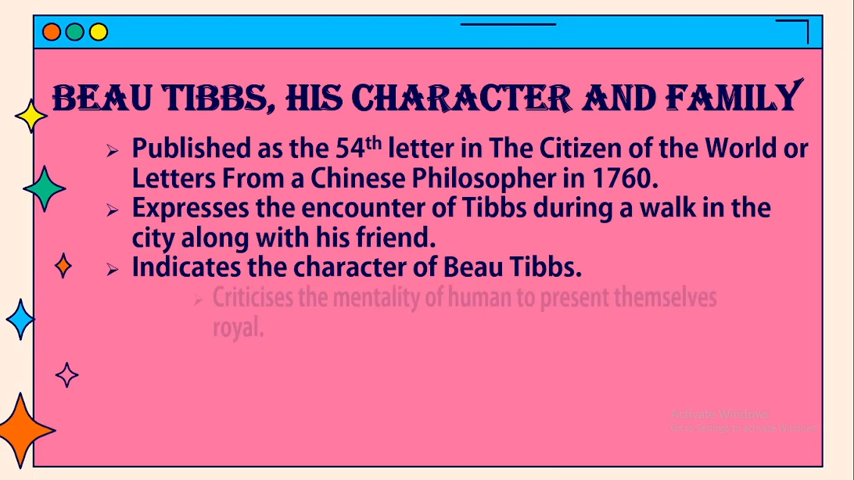 BEAU TIBBS, HIS CHARACTER AND FAMILY
➢ Published as the 54th letter in The Citizen of the World or
Letters From a Chinese Philosopher in 1760.
➢ Expresses the encounter of Tibbs during a walk in the
city along with his friend.
➢ Indicates the character of Beau Tibbs.
➢ Criticises the mentality of human to present themselves
royal.
Activate Windows